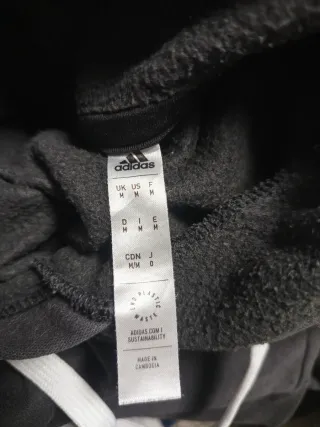 adidas
UK US F
M M M
D I E
M M M
CDN J
M/M O
END PLASTIC WASTE
ADIDAS.COM/
SUSTAINABILITY
MADE IN
CAMBODIA